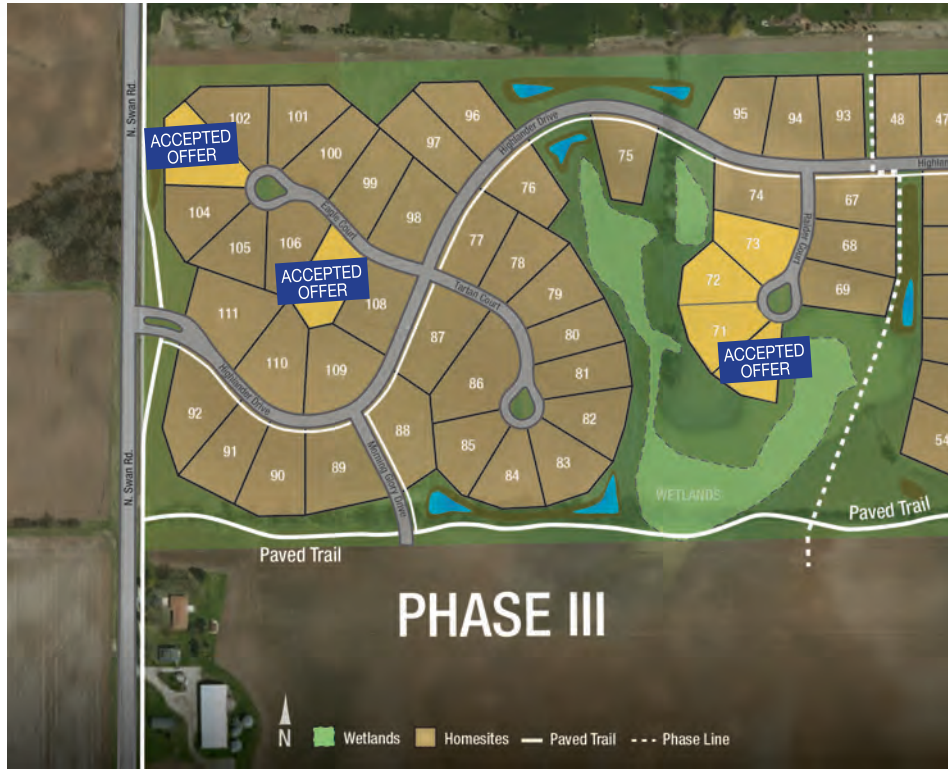 N. Swan Rd.
102
101
100
99
98
97
96
95
94
93
48
47
ACCEPTED
OFFER
104
105
106
ACCEPTED
OFFER
108
Eagle Court
Highlander Drive
Highlan
75
76
77
78
79
80
81
82
83
84
85
86
87
88
Tartan Court
74
73
72
71
ACCEPTED
OFFER
67
68
69
111
110
109
Highlander Drive
92
91
90
89
Morning Glory Drive
54
N. Swan Rd.
WETLANDS
Paved Trail
Paved Trail
PHASE III
N
Wetlands
Homesites
Paved Trail
Phase Line